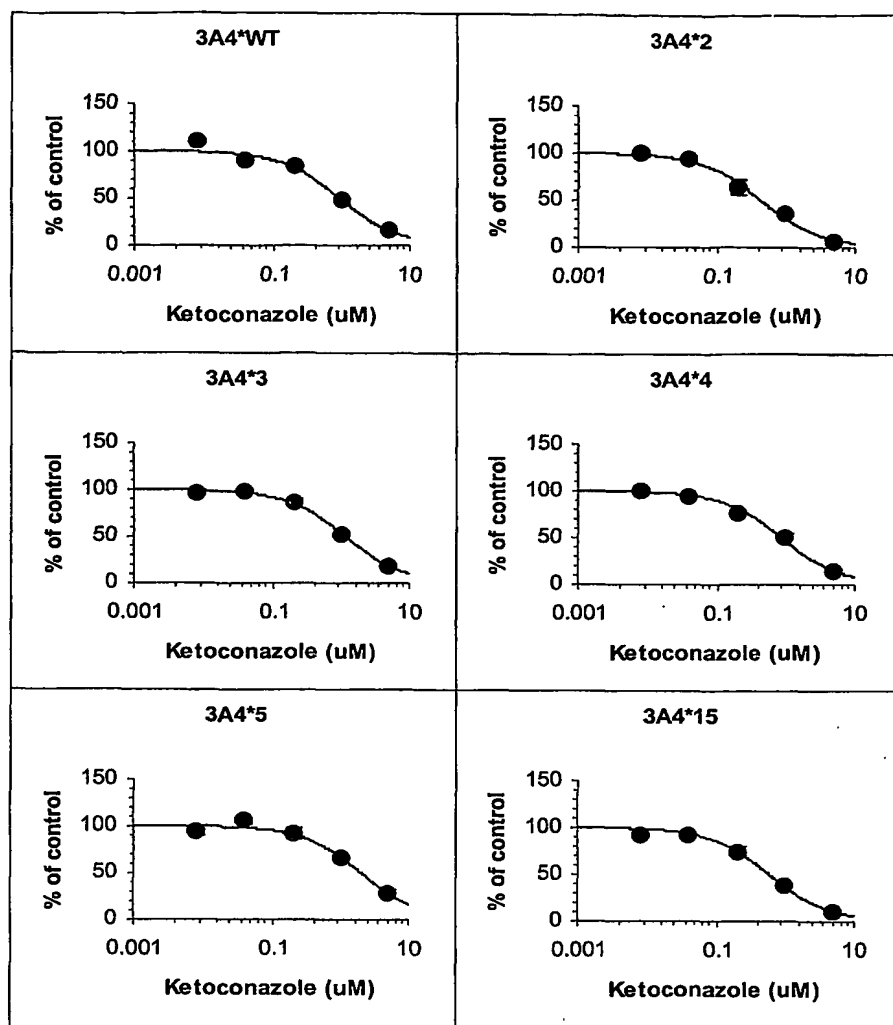 3A4*WT
150
100
50
0
% of control
0.001 0.1 10
Ketoconazole (uM)
3A4*2
150
100
50
0
% of control
0.001 0.1 10
Ketoconazole (uM)
3A4*3
150
100
50
0
% of control
0.001 0.1 10
Ketoconazole (uM)
3A4*4
150
100
50
0
% of control
0.001 0.1 10
Ketoconazole (uM)
3A4*5
150
100
50
0
% of control
0.001 0.1 10
Ketoconazole (uM)
3A4*15
150
100
50
0
% of control
0.001 0.1 10
Ketoconazole (uM)